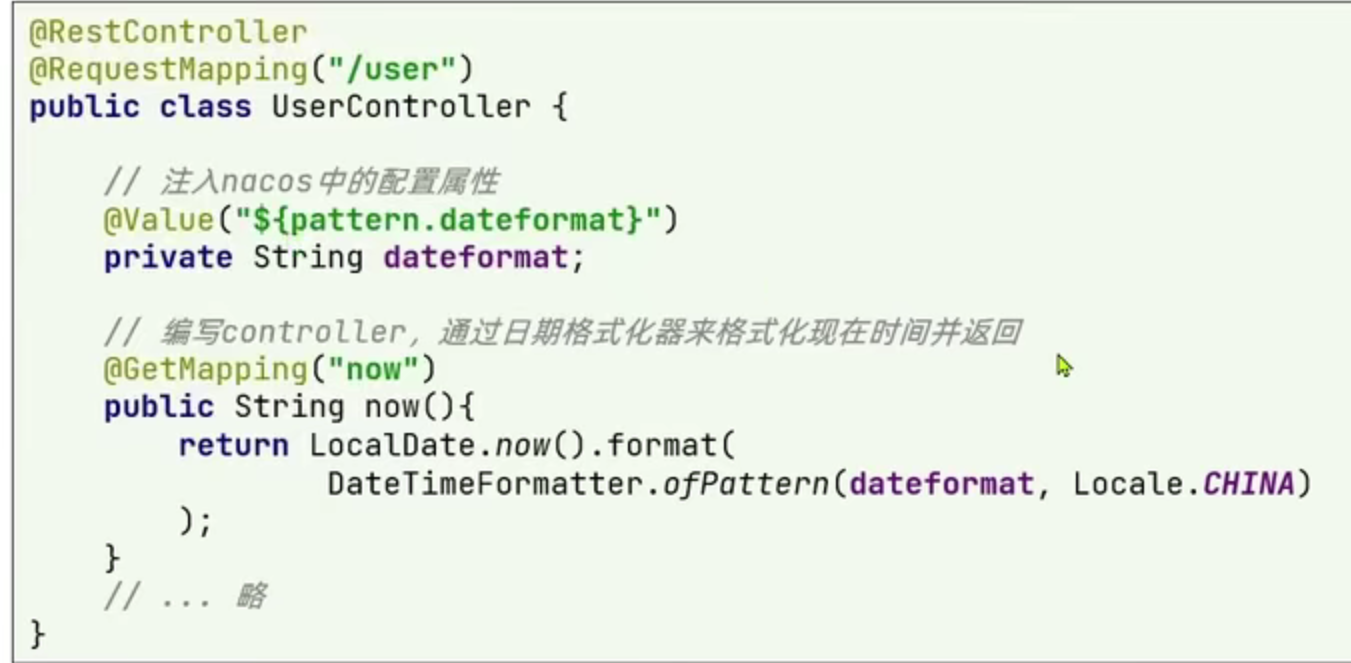 @RestController
@RequestMapping("/user")
public class UserController {
// 注入nacos中的配置属性
@Value("${pattern.dateformat}")
private String dateformat;
// 编写controller，通过日期格式化器来格式化现在时间并返回
@GetMapping("now")
public String now(){
return LocalDate.now().format(
DateTimeFormatter.ofPattern(dateformat, Locale.CHINA)
);
}
// ... 略
}